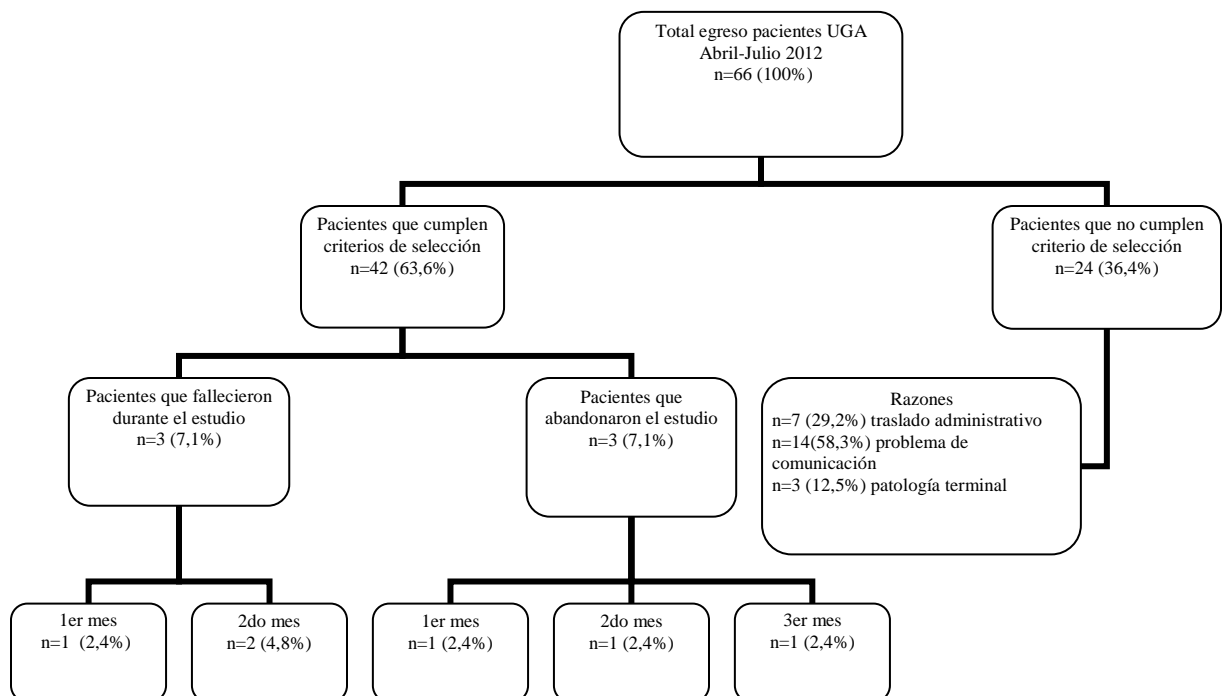 Total egreso pacientes UGA
Abril-Julio 2012
n=66 (100%)
Pacientes que cumplen
criterios de selección
n=42 (63,6%)
Pacientes que no cumplen
criterio de selección
n=24 (36,4%)
Pacientes que fallecieron
durante el estudio
n=3 (7,1%)
Pacientes que
abandonaron el estudio
n=3 (7,1%)
Razones
n=7 (29,2%) traslado administrativo
n=14(58,3%) problema de
comunicación
n=3 (12,5%) patología terminal
1er mes
n=1 (2,4%)
2do mes
n=2 (4,8%)
1er mes
n=1 (2,4%)
2do mes
n=1 (2,4%)
3er mes
n=1 (2,4%)